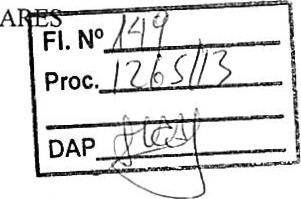 ARES
Fl. Nº 149
Proc. 1265/13
DAP